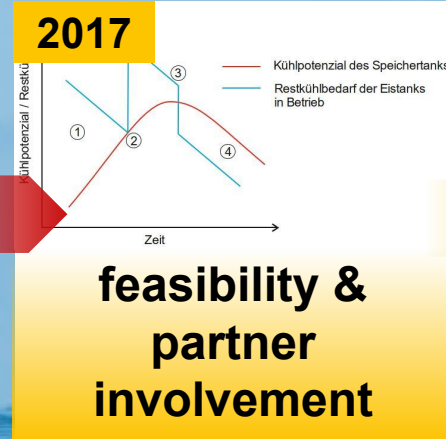 2017
Kühlpotenzial / Restkü
①
②
③
④
Kühlpotenzial des Speichertanks
Restkühlbedarf der Eistanks
in Betrieb
Zeit
feasibility &
partner
involvement